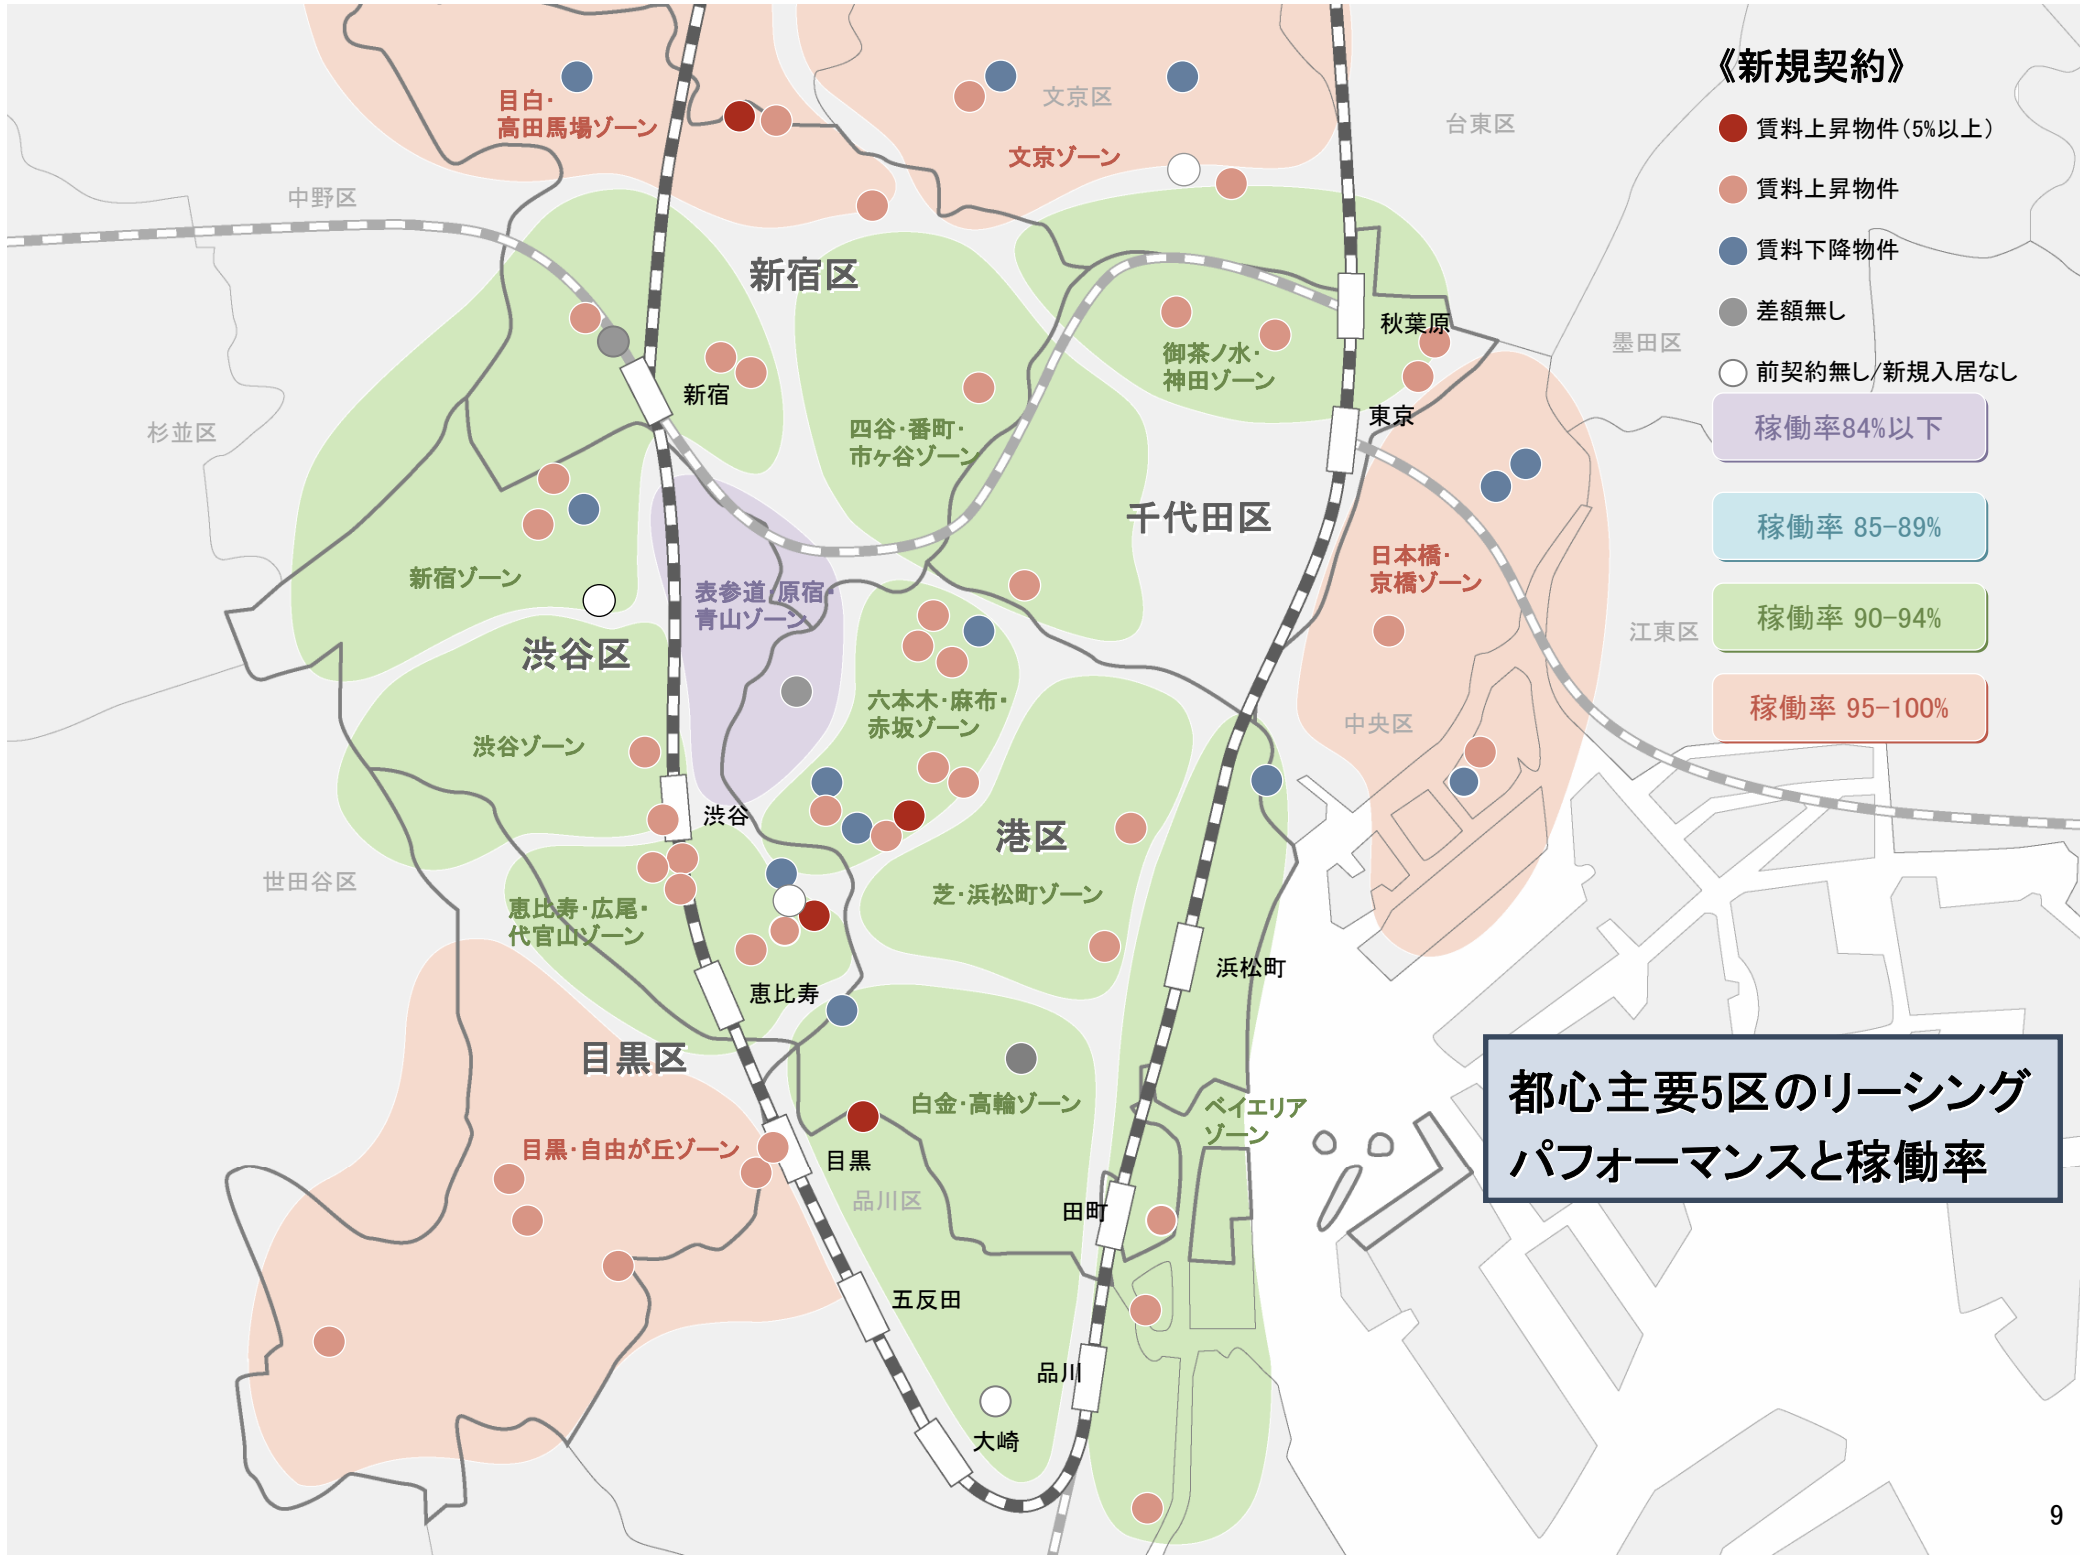 《新規契約》
賃料上昇物件(5%以上)
賃料上昇物件
賃料下降物件
差額無し
前契約無し/新規入居なし
稼働率84%以下
稼働率 85-89%
稼働率 90-94%
稼働率 95-100%
目白・
高田馬場ゾーン
文京区
文京ゾーン
台東区
中野区
新宿区
秋葉原
御茶ノ水・
神田ゾーン
墨田区
新宿
東京
杉並区
四谷・番町・
市ヶ谷ゾーン
千代田区
日本橋・
京橋ゾーン
新宿ゾーン
表参道・原宿・
青山ゾーン
江東区
渋谷区
六本木・麻布・
赤坂ゾーン
中央区
渋谷ゾーン
渋谷
港区
世田谷区
芝・浜松町ゾーン
恵比寿・広尾・
代官山ゾーン
浜松町
恵比寿
目黒区
白金・高輪ゾーン
ベイエリア
ゾーン
目黒・自由が丘ゾーン
目黒
品川区
田町
五反田
品川
大崎
都心主要5区のリーシング
パフォーマンスと稼働率
9